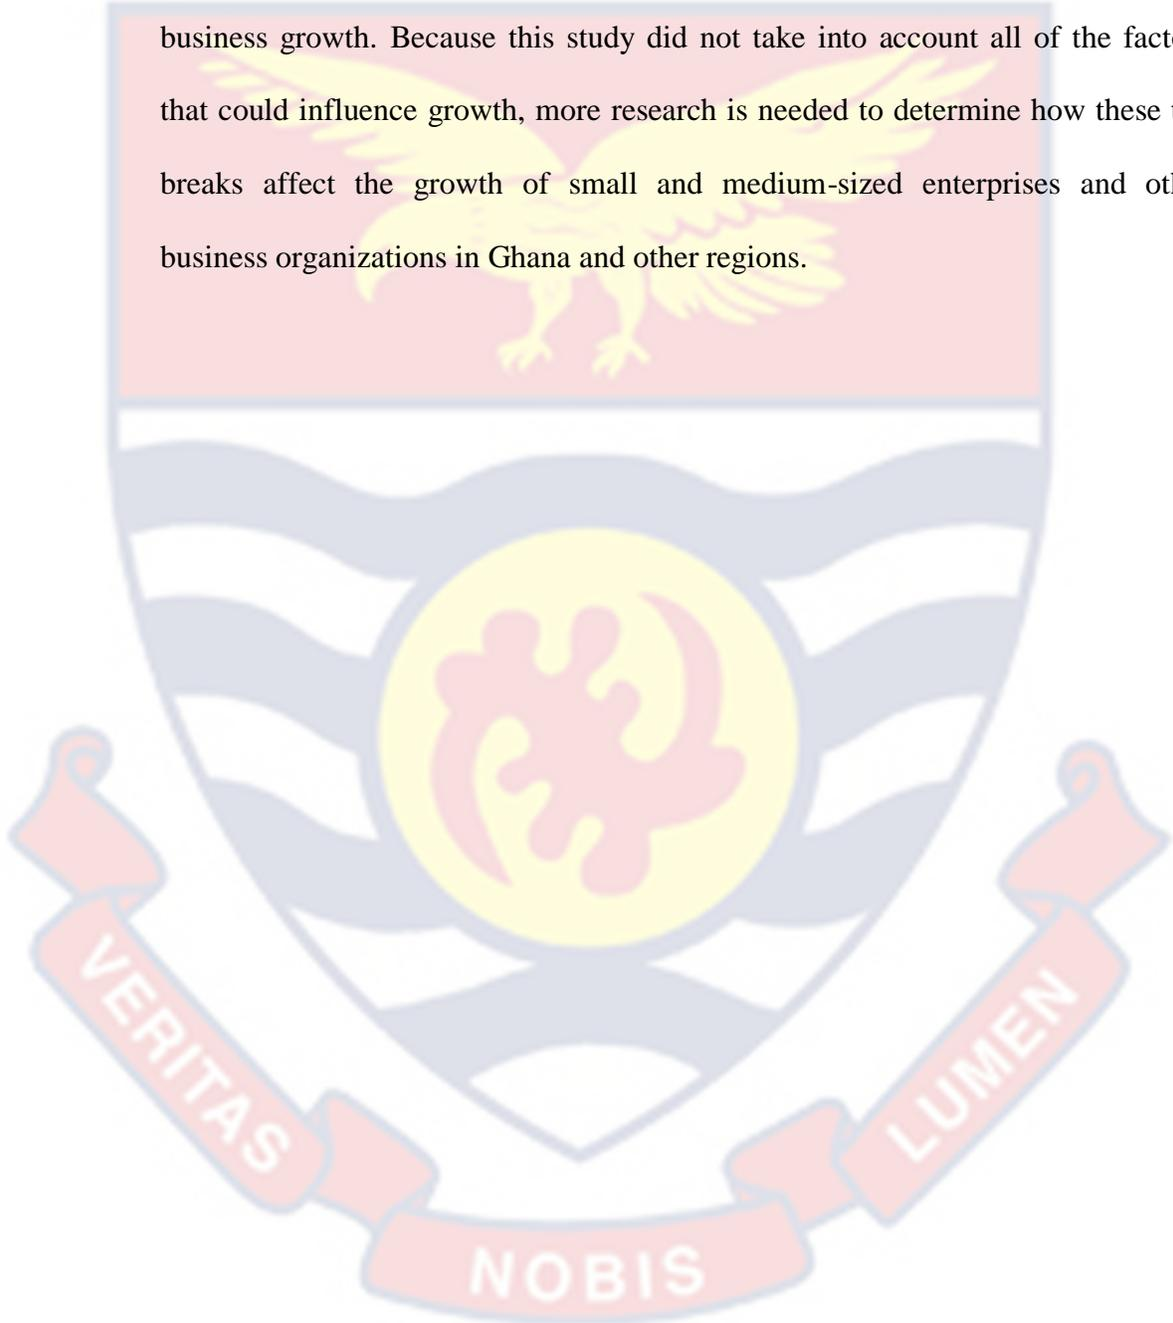 business growth. Because this study did not take into account all of the fact
that could influence growth, more research is needed to determine how these
breaks affect the growth of small and medium-sized enterprises and ot
business organizations in Ghana and other regions.
VERITAS
NOBIS
LUMEN